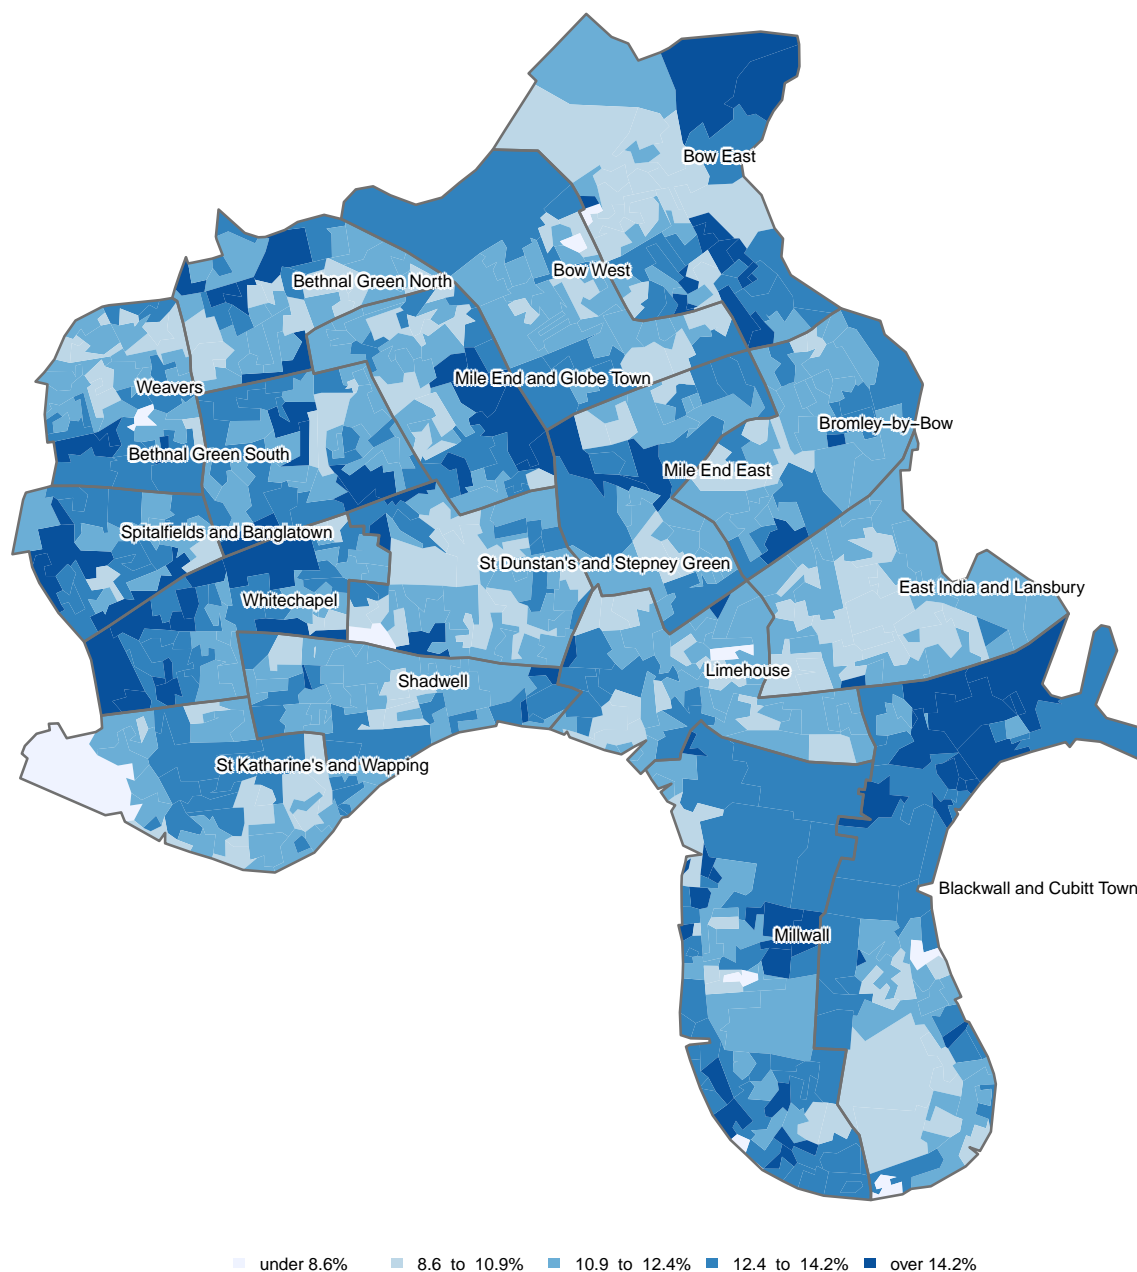 Bow East
Bow West
Bethnal Green North
Mile End and Globe Town
Weavers
Bromley−by−Bow
Bethnal Green South
Mile End East
Spitalfields and Banglatown
St Dunstan's and Stepney Green
East India and Lansbury
Whitechapel
Limehouse
Shadwell
St Katharine's and Wapping
Blackwall and Cubitt Town
Millwall
under 8.6% 8.6 to 10.9% 10.9 to 12.4% 12.4 to 14.2% over 14.2%